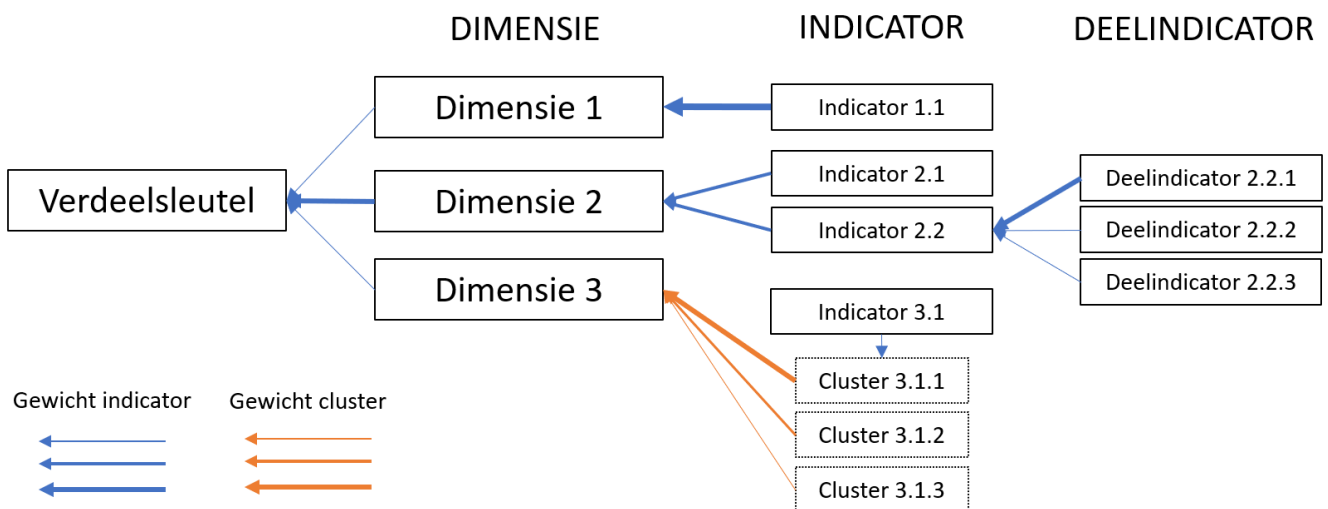 DIMENSIE
INDICATOR
DEELINDICATOR
Dimensie 1
Indicator 1.1
Indicator 2.1
Deelindicator 2.2.1
Verdeelsleutel
Dimensie 2
Indicator 2.2
Deelindicator 2.2.2
Deelindicator 2.2.3
Dimensie 3
Indicator 3.1
Cluster 3.1.1
Cluster 3.1.2
Cluster 3.1.3
Gewicht indicator
Gewicht cluster